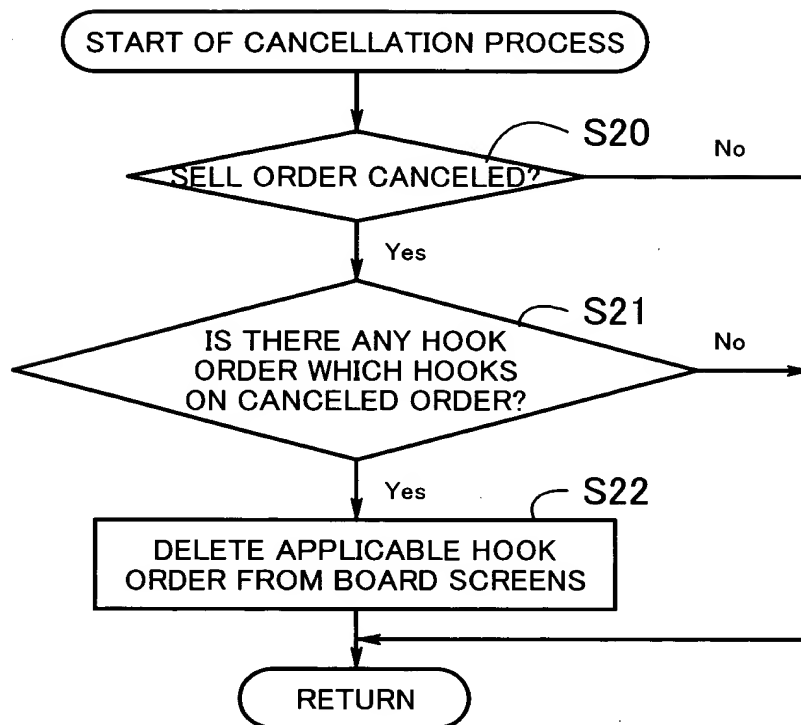 START OF CANCELLATION PROCESS
S20
No
SELL ORDER CANCELED?
Yes
S21
No
IS THERE ANY HOOK
ORDER WHICH HOOKS
ON CANCELED ORDER?
Yes
S22
DELETE APPLICABLE HOOK
ORDER FROM BOARD SCREENS
RETURN